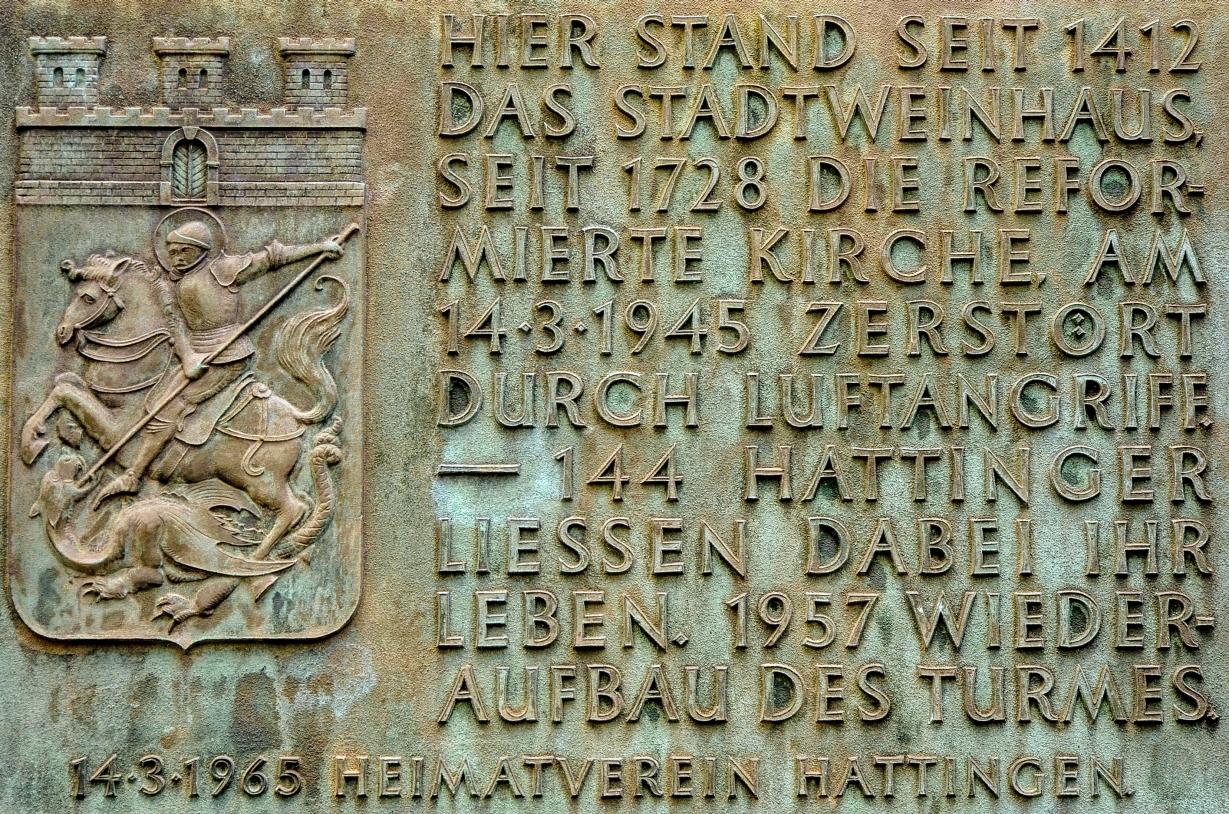 HIER STAND SEIT 1412
DAS STADTWEINHAUS,
SEIT 1728 DIE REFOR-
MIERTE KIRCHE, AM
14·3·1945 ZERSTÖRT
DURCH LUFTANGRIFF.
— 144 HATTINGER
LIESSEN DABEI IHR
LEBEN. 1957 WIEDER-
AUFBAU DES TURMES.
14·3·1965 HEIMATVEREIN HATTINGEN.